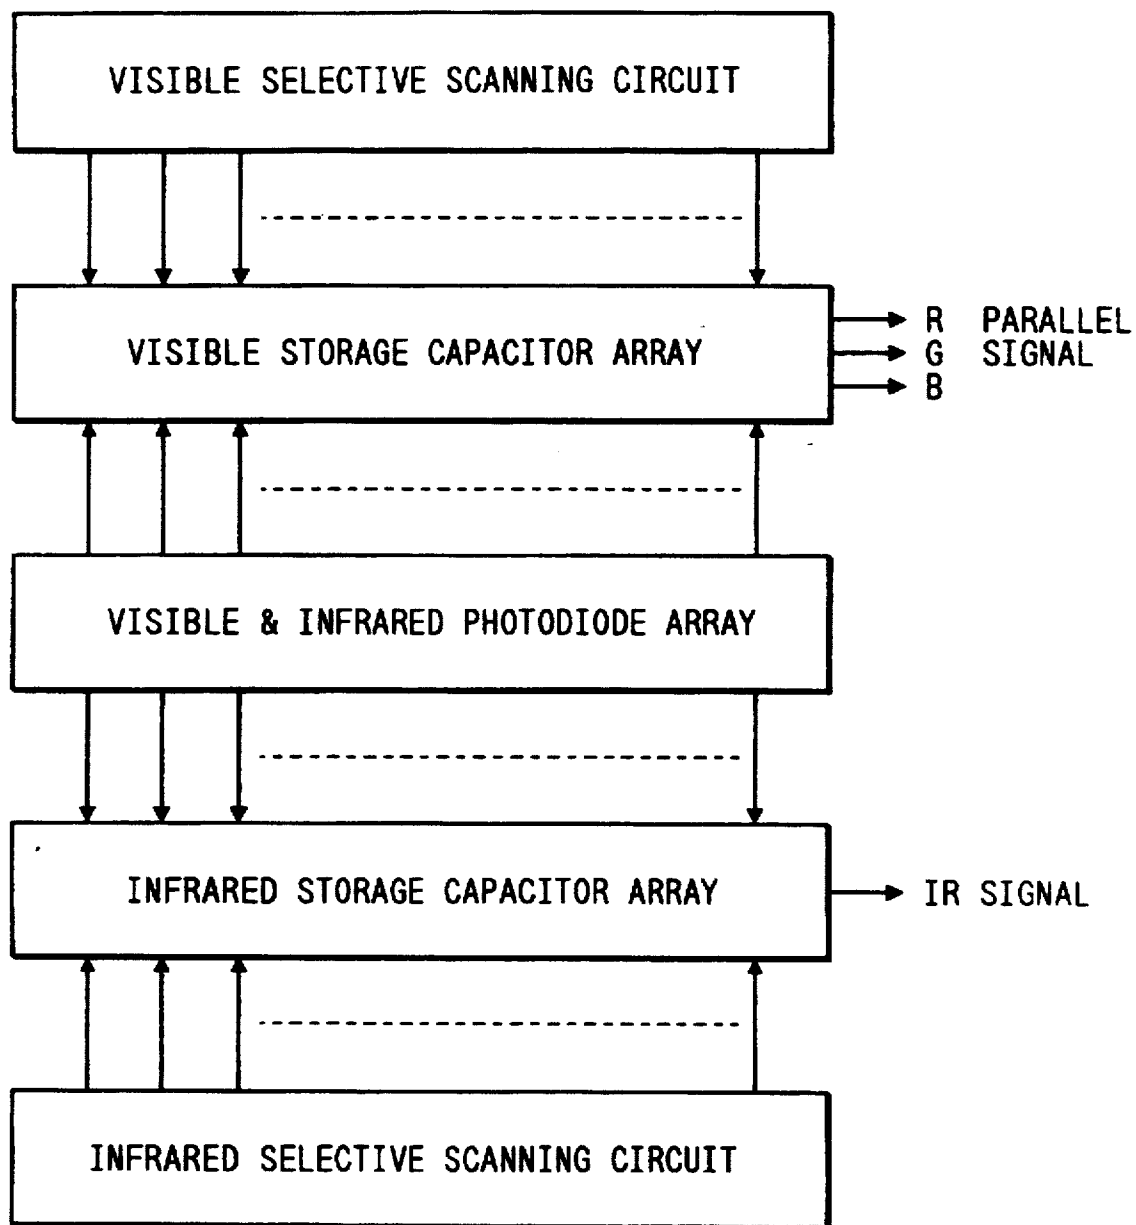 VISIBLE SELECTIVE SCANNING CIRCUIT
VISIBLE STORAGE CAPACITOR ARRAY
R PARALLEL
G SIGNAL
B
VISIBLE & INFRARED PHOTODIODE ARRAY
INFRARED STORAGE CAPACITOR ARRAY
IR SIGNAL
INFRARED SELECTIVE SCANNING CIRCUIT